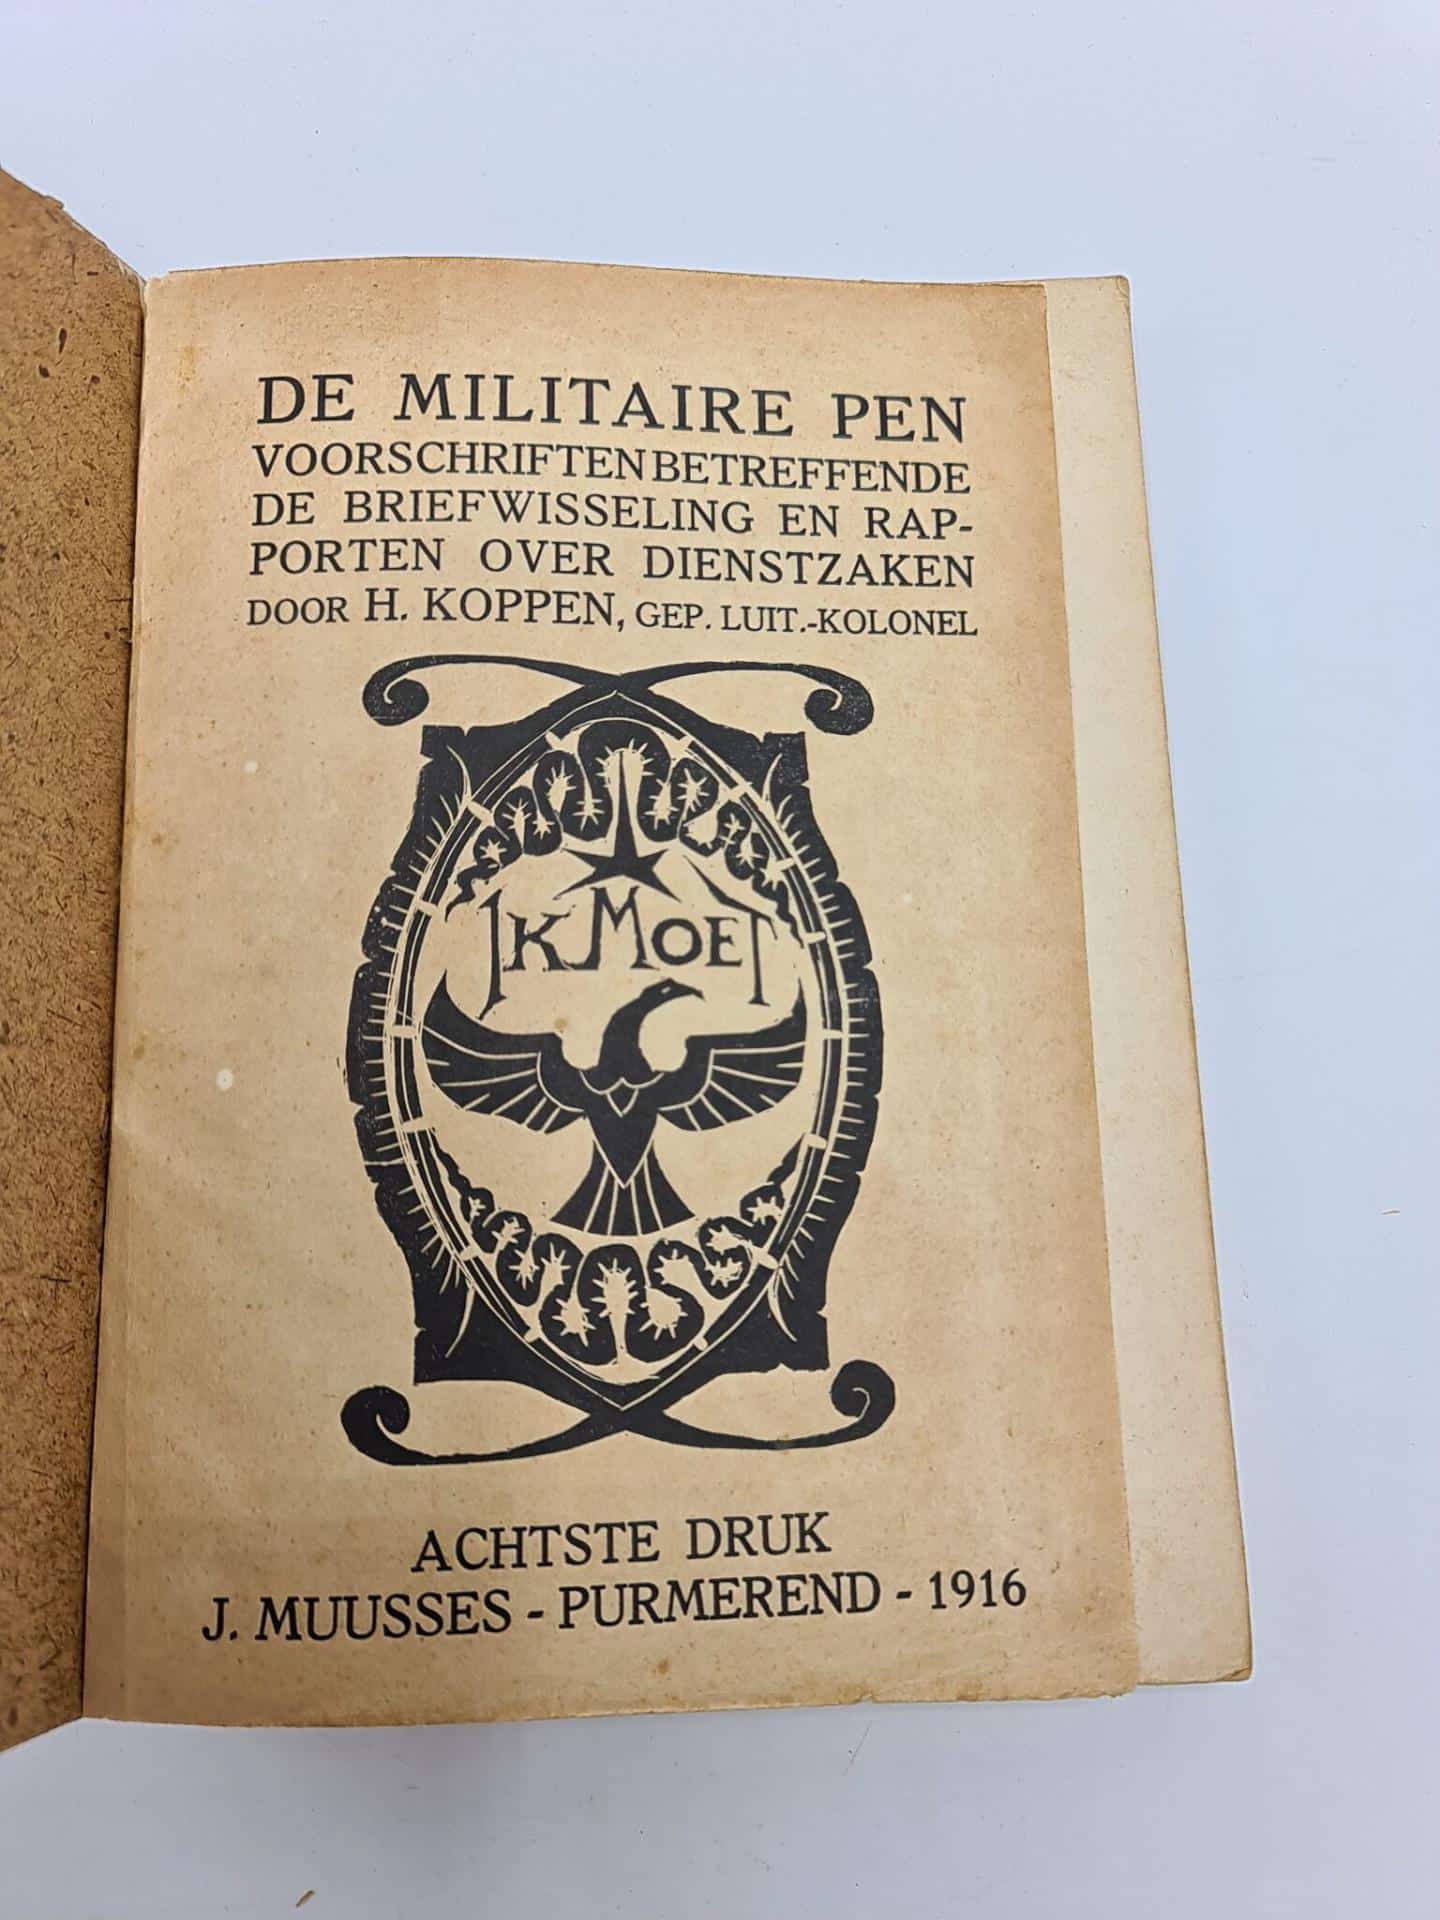 DE MILITAIRE PEN
VOORSCHRIFTEN BETREFFENDE
DE BRIEFWISSELING EN RAP-
PORTEN OVER DIENSTZAKEN
DOOR H. KOPPEN, GEP. LUIT.-KOLONEL
IK MOET
ACHTSTE DRUK
J. MUUSSES - PURMEREND - 1916